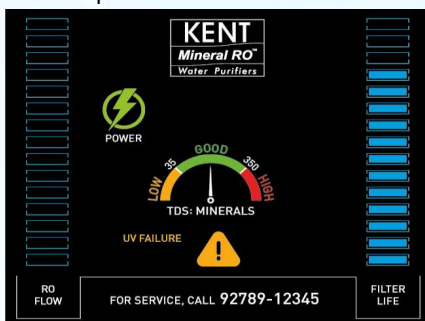 KENT
Mineral RO™
Water Purifiers
POWER
LOW 35 GOOD 350 HIGH
TDS: MINERALS
UV FAILURE
RO
FLOW
FOR SERVICE, CALL 92789-12345
FILTER
LIFE